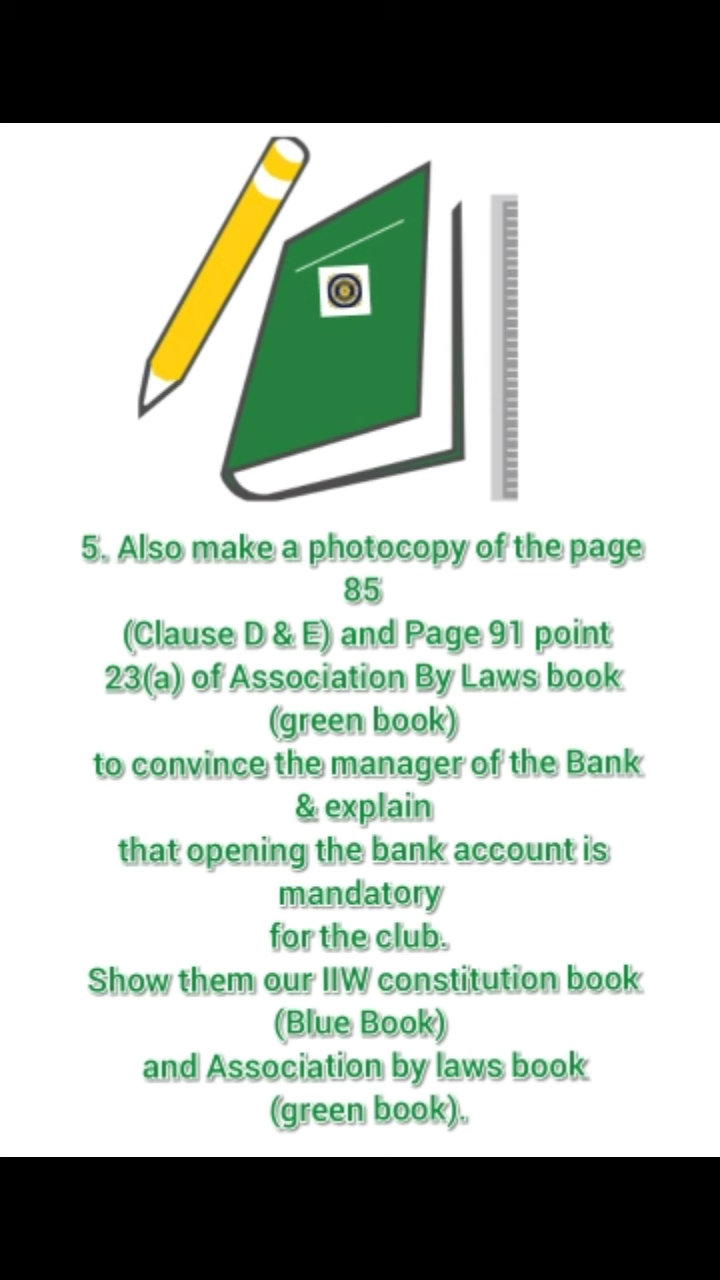 5. Also make a photocopy of the page
85
(Clause D & E) and Page 91 point
23(a) of Association By Laws book
(green book)
to convince the manager of the Bank
& explain
that opening the bank account is
mandatory
for the club.
Show them our IIW constitution book
(Blue Book)
and Association by laws book
(green book).